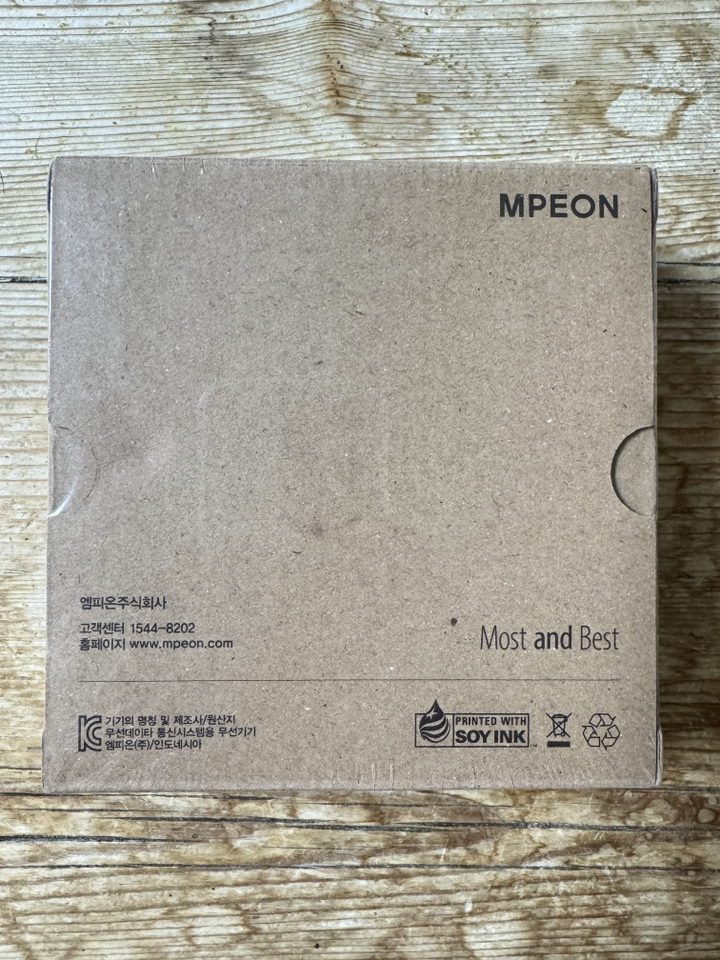 MPEON
엠피온주식회사
고객센터 1544-8202
홈페이지 www.mpeon.com
Most and Best
기기의 명칭 및 제조사/원산지
무선데이타 통신시스템용 무선기기
엠피온(주)/인도네시아
PRINTED WITH
SOY INK